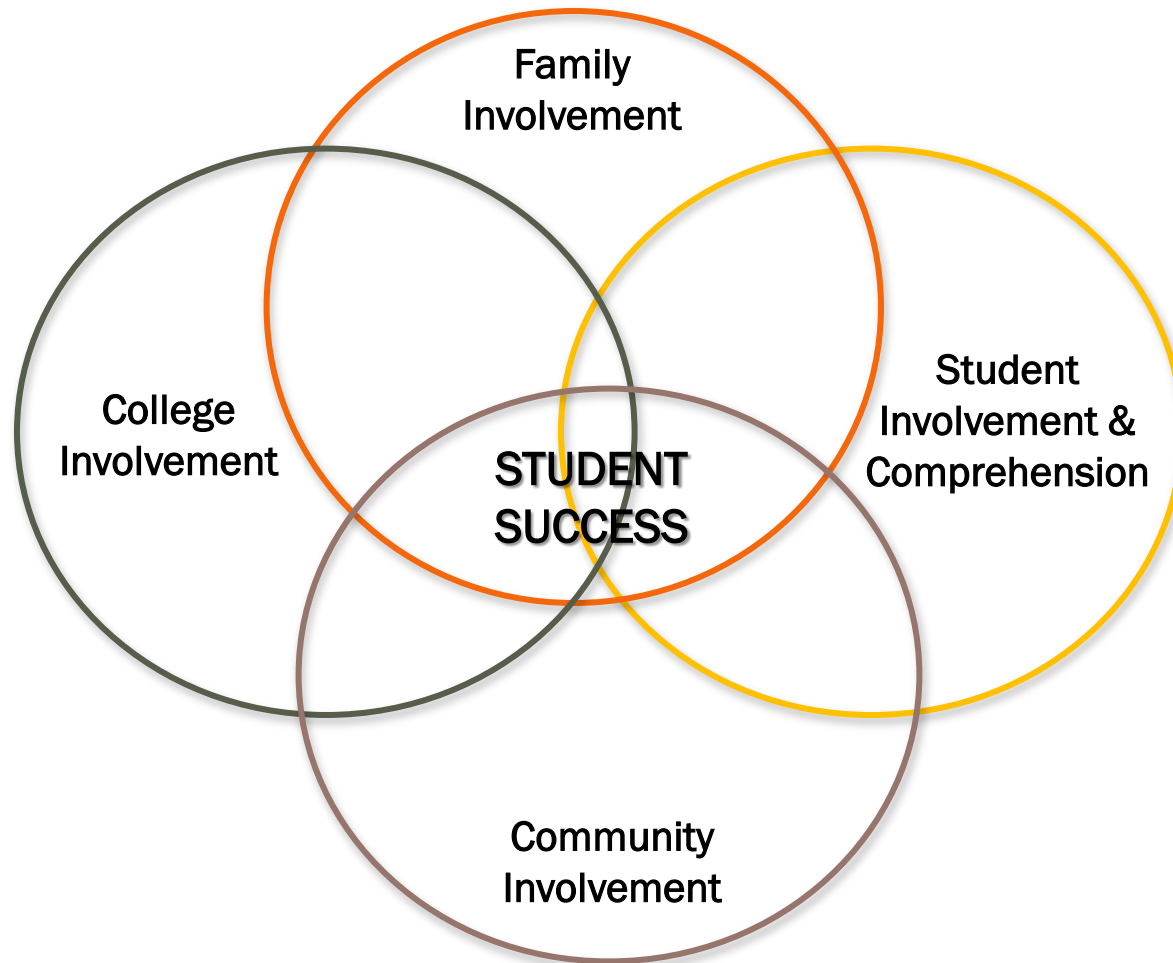 Family
Involvement
College
Involvement
Student
Involvement &
Comprehension
STUDENT
SUCCESS
Community
Involvement